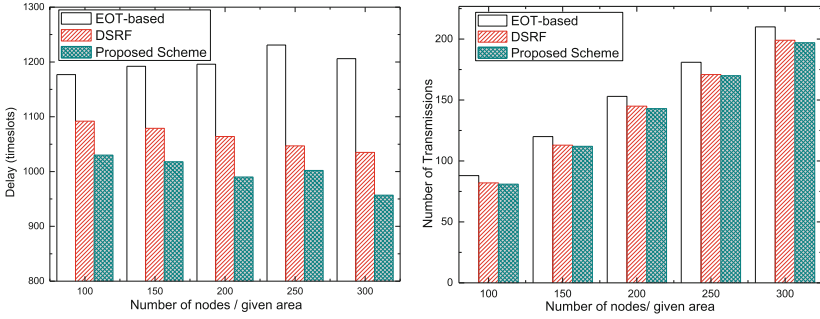 1300
1200
1100
1000
900
800
Delay (timeslots)
EOT-based
DSRF
Proposed Scheme
100 150 200 250 300
Number of nodes / given area
200
150
100
50
0
Number of Transmissions
EOT-based
DSRF
Proposed Scheme
100 150 200 250 300
Number of nodes/ given area